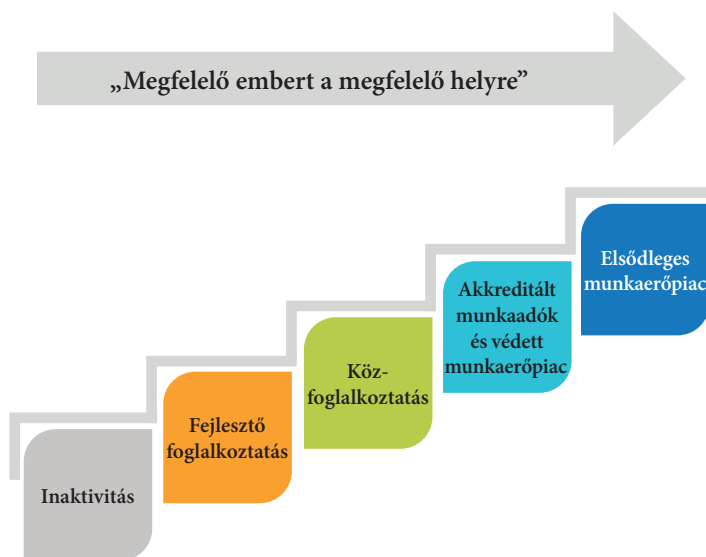 „Megfelelő embert a megfelelő helyre”
Elsődleges
munkaerőpiac
Akkreditált
munkaadók
és védett
munkaerőpiac
Köz-
foglalkoztatás
Fejlesztő
foglalkoztatás
Inaktivitás